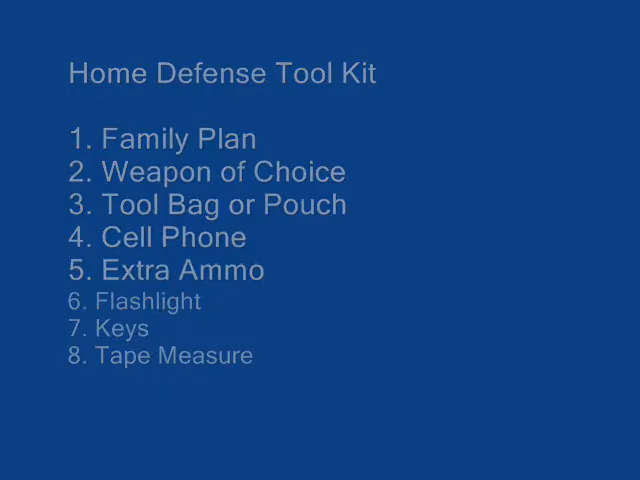 Home Defense Tool Kit
1. Family Plan
2. Weapon of Choice
3. Tool Bag or Pouch
4. Cell Phone
5. Extra Ammo
6. Flashlight
7. Keys
8. Tape Measure